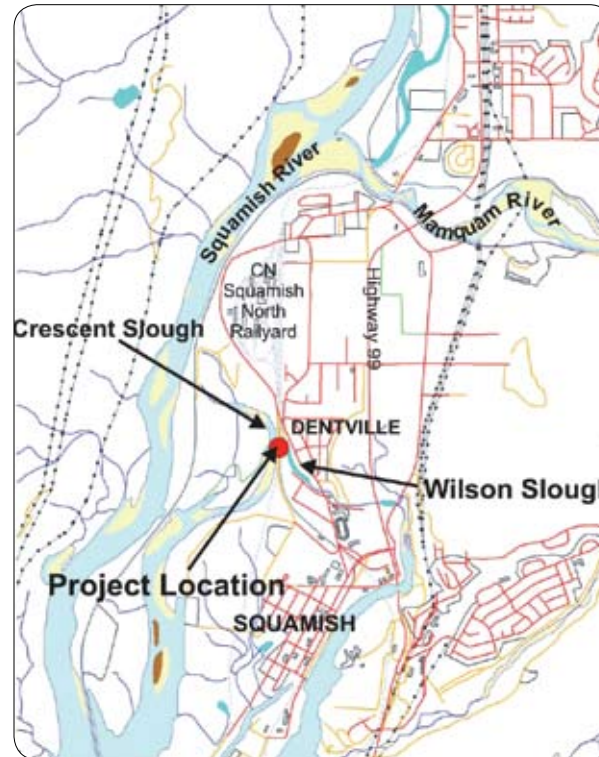 Squamish River
Mamquam River
CN
Squamish
North
Railyard
Highway 99
Crescent Slough
DENTVILLE
Wilson Slough
Project Location
SQUAMISH